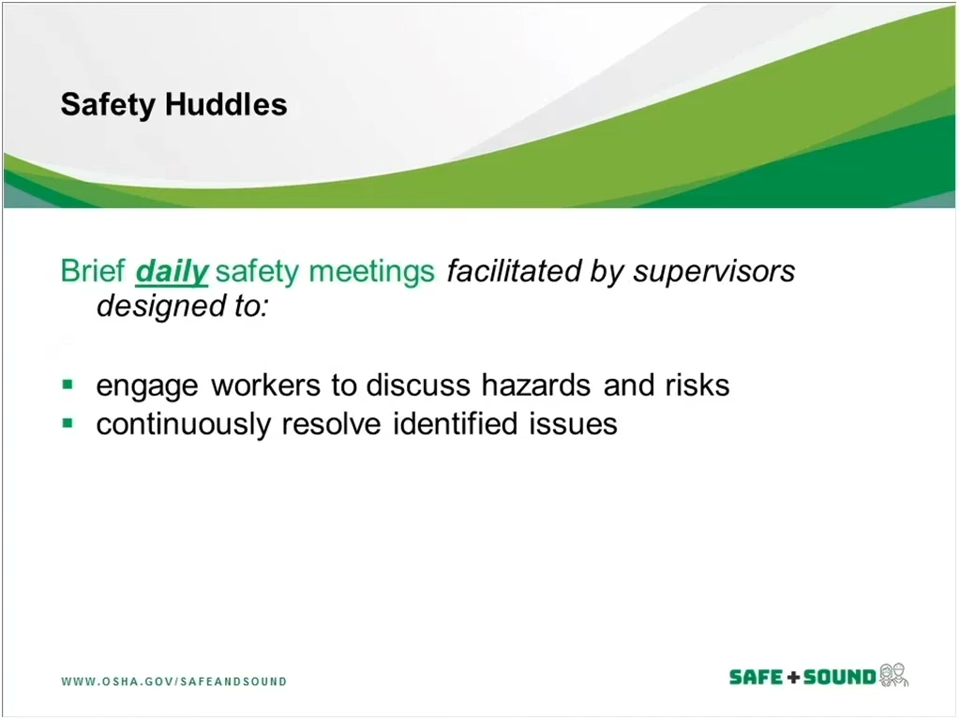 Safety Huddles
Brief daily safety meetings facilitated by supervisors
designed to:
▪ engage workers to discuss hazards and risks
▪ continuously resolve identified issues
WWW.OSHA.GOV/SAFEANDSOUND
SAFE+SOUND